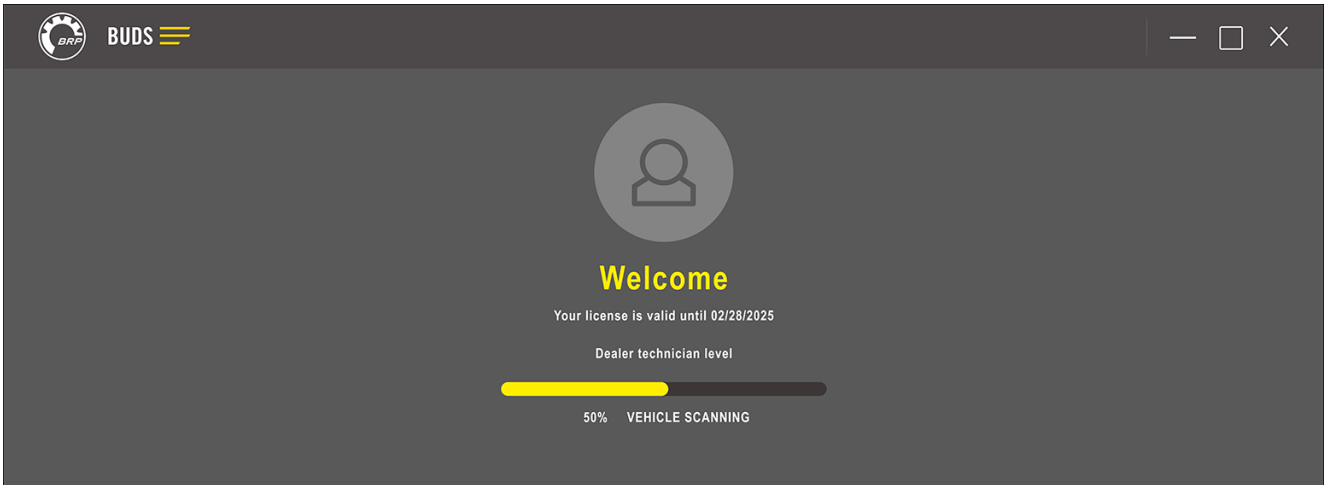 BRP BUDS
Welcome
Your license is valid until 02/28/2025
Dealer technician level
50% VEHICLE SCANNING